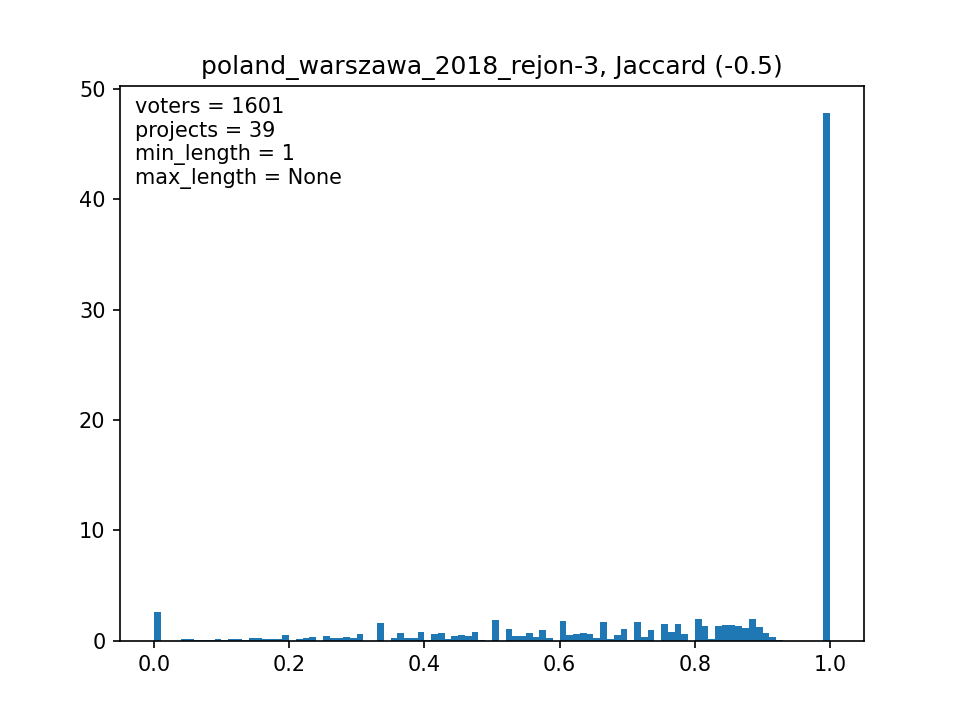 poland_warszawa_2018_rejon-3, Jaccard (-0.5)
voters = 1601
projects = 39
min_length = 1
max_length = None
50
40
30
20
10
0
0.0 0.2 0.4 0.6 0.8 1.0